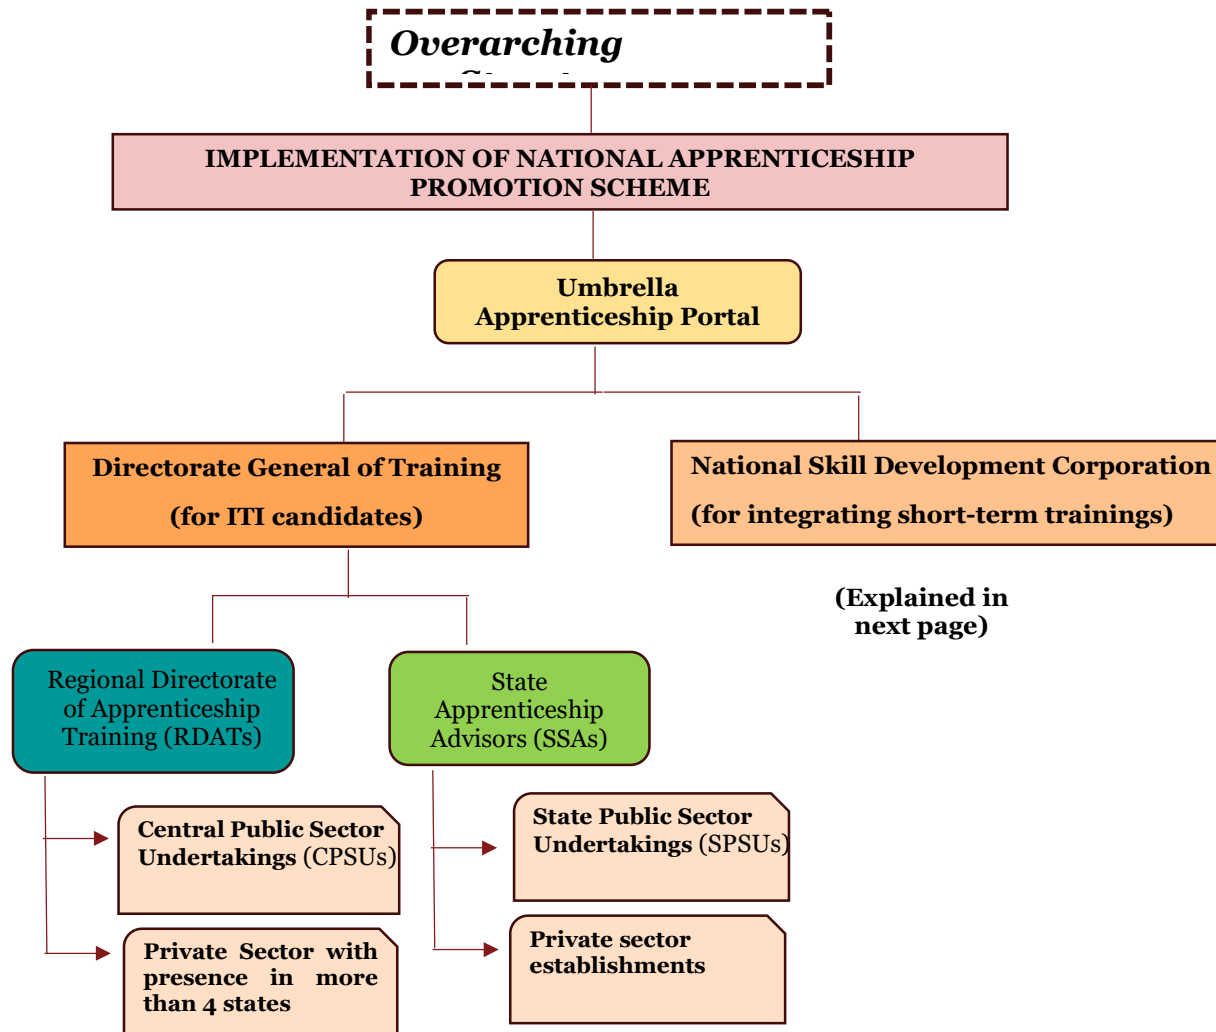 Overarching
IMPLEMENTATION OF NATIONAL APPRENTICESHIP
PROMOTION SCHEME
Umbrella
Apprenticeship Portal
Directorate General of Training
(for ITI candidates)
National Skill Development Corporation
(for integrating short-term trainings)
(Explained in
next page)
Regional Directorate
of Apprenticeship
Training (RDATs)
State
Apprenticeship
Advisors (SSAs)
Central Public Sector
Undertakings (CPSUs)
State Public Sector
Undertakings (SPSUs)
Private Sector with
presence in more
than 4 states
Private sector
establishments